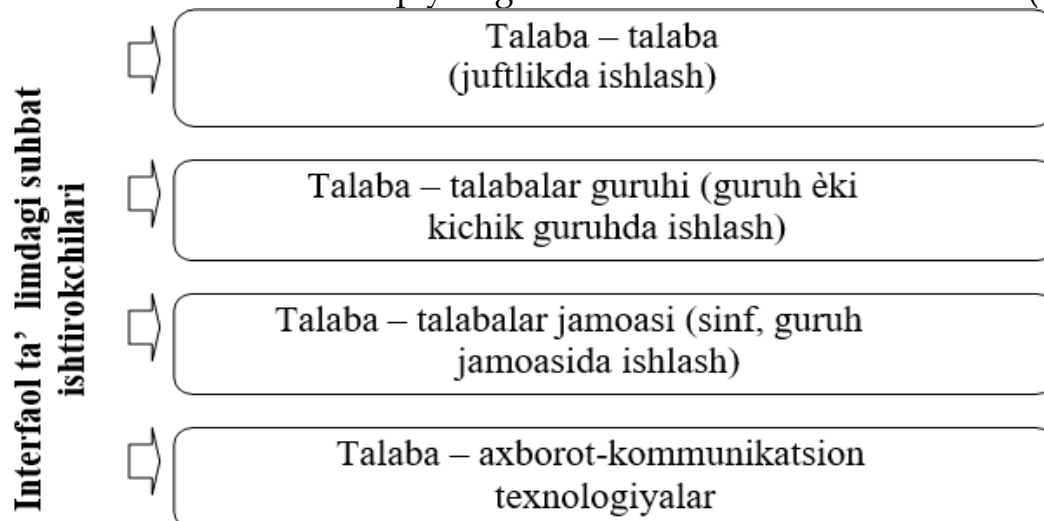 Interfaol ta’ limdagi suhbat
ishtirokchilari
Talaba – talaba
(juftlikda ishlash)
Talaba – talabalar guruhi (guruh èki
kichik guruhda ishlash)
Talaba – talabalar jamoasi (sinf, guruh
jamoasida ishlash)
Talaba – axborot-kommunikatsion
texnologiyalar